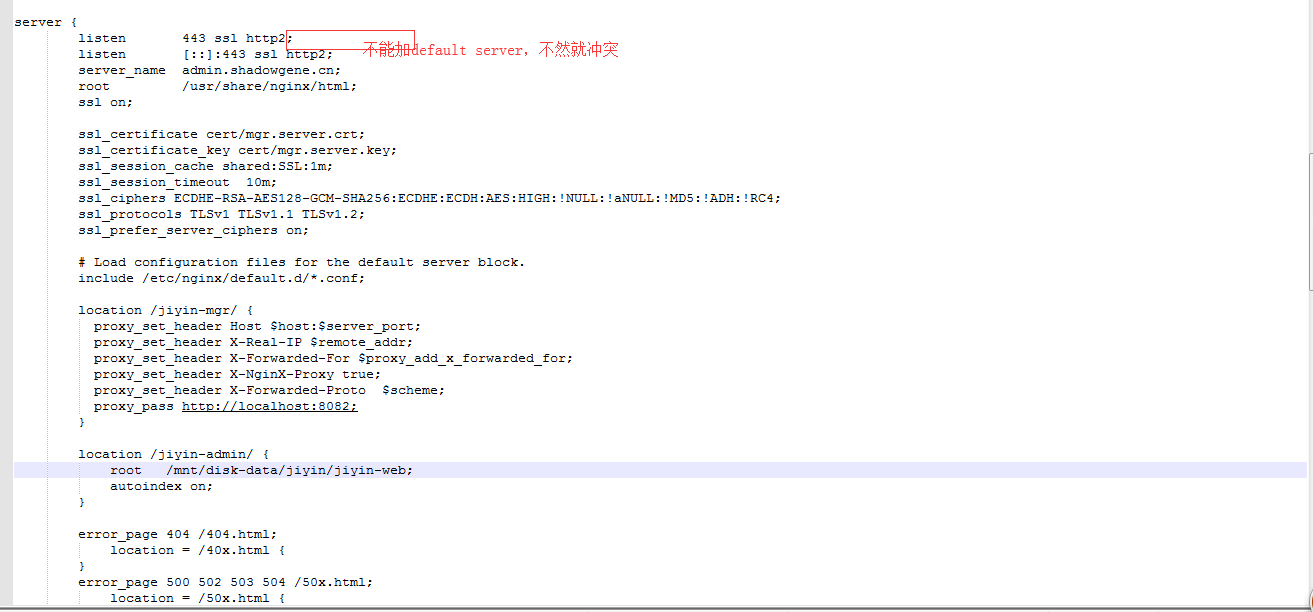 server {
listen       443 ssl http2;
listen       [::]:443 ssl http2;
不能加default server, 不然就冲突
server_name  admin.shadowgene.cn;
root         /usr/share/nginx/html;
ssl on;
ssl_certificate cert/mgr.server.crt;
ssl_certificate_key cert/mgr.server.key;
ssl_session_cache shared:SSL:1m;
ssl_session_timeout  10m;
ssl_ciphers ECDHE-RSA-AES128-GCM-SHA256:ECDHE:ECDH:AES:HIGH:!NULL:!aNULL:!MD5:!ADH:!RC4;
ssl_protocols TLSv1 TLSv1.1 TLSv1.2;
ssl_prefer_server_ciphers on;
# Load configuration files for the default server block.
include /etc/nginx/default.d/*.conf;
location /jiyin-mgr/ {
proxy_set_header Host $host:$server_port;
proxy_set_header X-Real-IP $remote_addr;
proxy_set_header X-Forwarded-For $proxy_add_x_forwarded_for;
proxy_set_header X-NginX-Proxy true;
proxy_set_header X-Forwarded-Proto  $scheme;
proxy_pass http://localhost:8082;
}
location /jiyin-admin/ {
root   /mnt/disk-data/jiyin/jiyin-web;
autoindex on;
}
error_page 404 /404.html;
location = /40x.html {
}
error_page 500 502 503 504 /50x.html;
location = /50x.html {